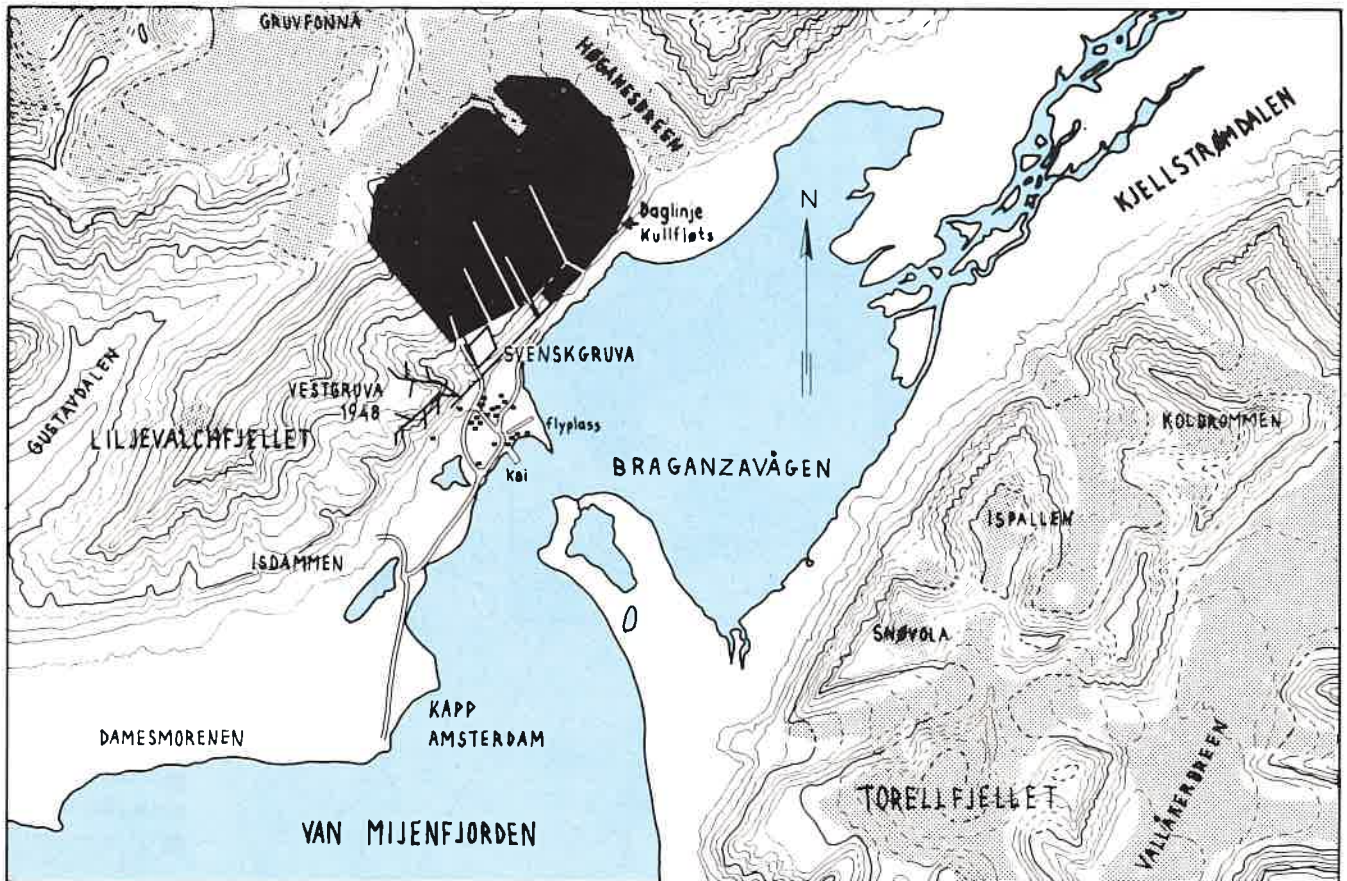 GRUVFONNA
HØGANESBREEN
KJELLSTRØMDALEN
N
Daglinje
Kullfløts
SVENSKGRUVA
VESTGRUVA
1948
GUSTAVDALEN
LILJEVALCHFJELLET
flyplass
Kai
BRAGANZAVÅGEN
KOLBROMMEN
ISPALLEN
ISDAMMEN
SNØVOLA
KAPP
AMSTERDAM
DAMESMORENEN
TORELLFJELLET
VALLÅKERBREEN
VAN MIJENFJORDEN